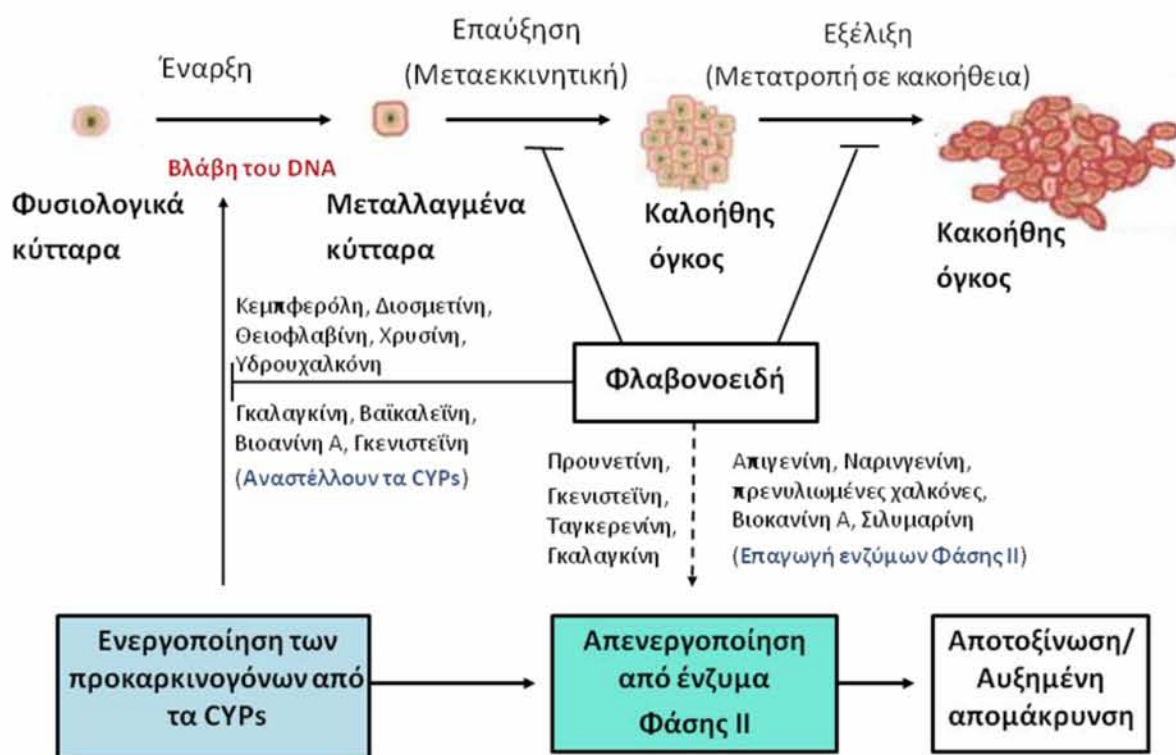 Έναρξη
Επαύξηση
(Μεταεκκινητική)
Εξέλιξη
(Μετατροπή σε κακοήθεια)
Βλάβη του DNA
Φυσιολογικά
κύτταρα
Μεταλλαγμένα
κύτταρα
Καλοήθης
όγκος
Κακοήθης
όγκος
Κεμπφερόλη, Διοσμετίνη,
Θειοφλαβίνη, Χρυσίνη,
Υδρουχαλκόνη
Γκαλαγκίνη, Βαϊκαλεΐνη,
Βιοανίνη Α, Γκενιστεΐνη
(Αναστέλλουν τα CYPs)
Φλαβονοειδή
Προυνετίνη,
Γκενιστεΐνη,
Ταγκερενίνη,
Γκαλαγκίνη
Απιγενίνη, Ναρινγενίνη,
πρενυλιωμένες χαλκόνες,
Βιοκανίνη Α, Σιλυμαρίνη
(Επαγωγή ενζύμων Φάσης ΙΙ)
Ενεργοποίηση των
προκαρκινογόνων από
τα CYPs
Απενεργοποίηση
από ένζυμα
Φάσης ΙΙ
Αποτοξίνωση/
Αυξημένη
απομάκρυνση